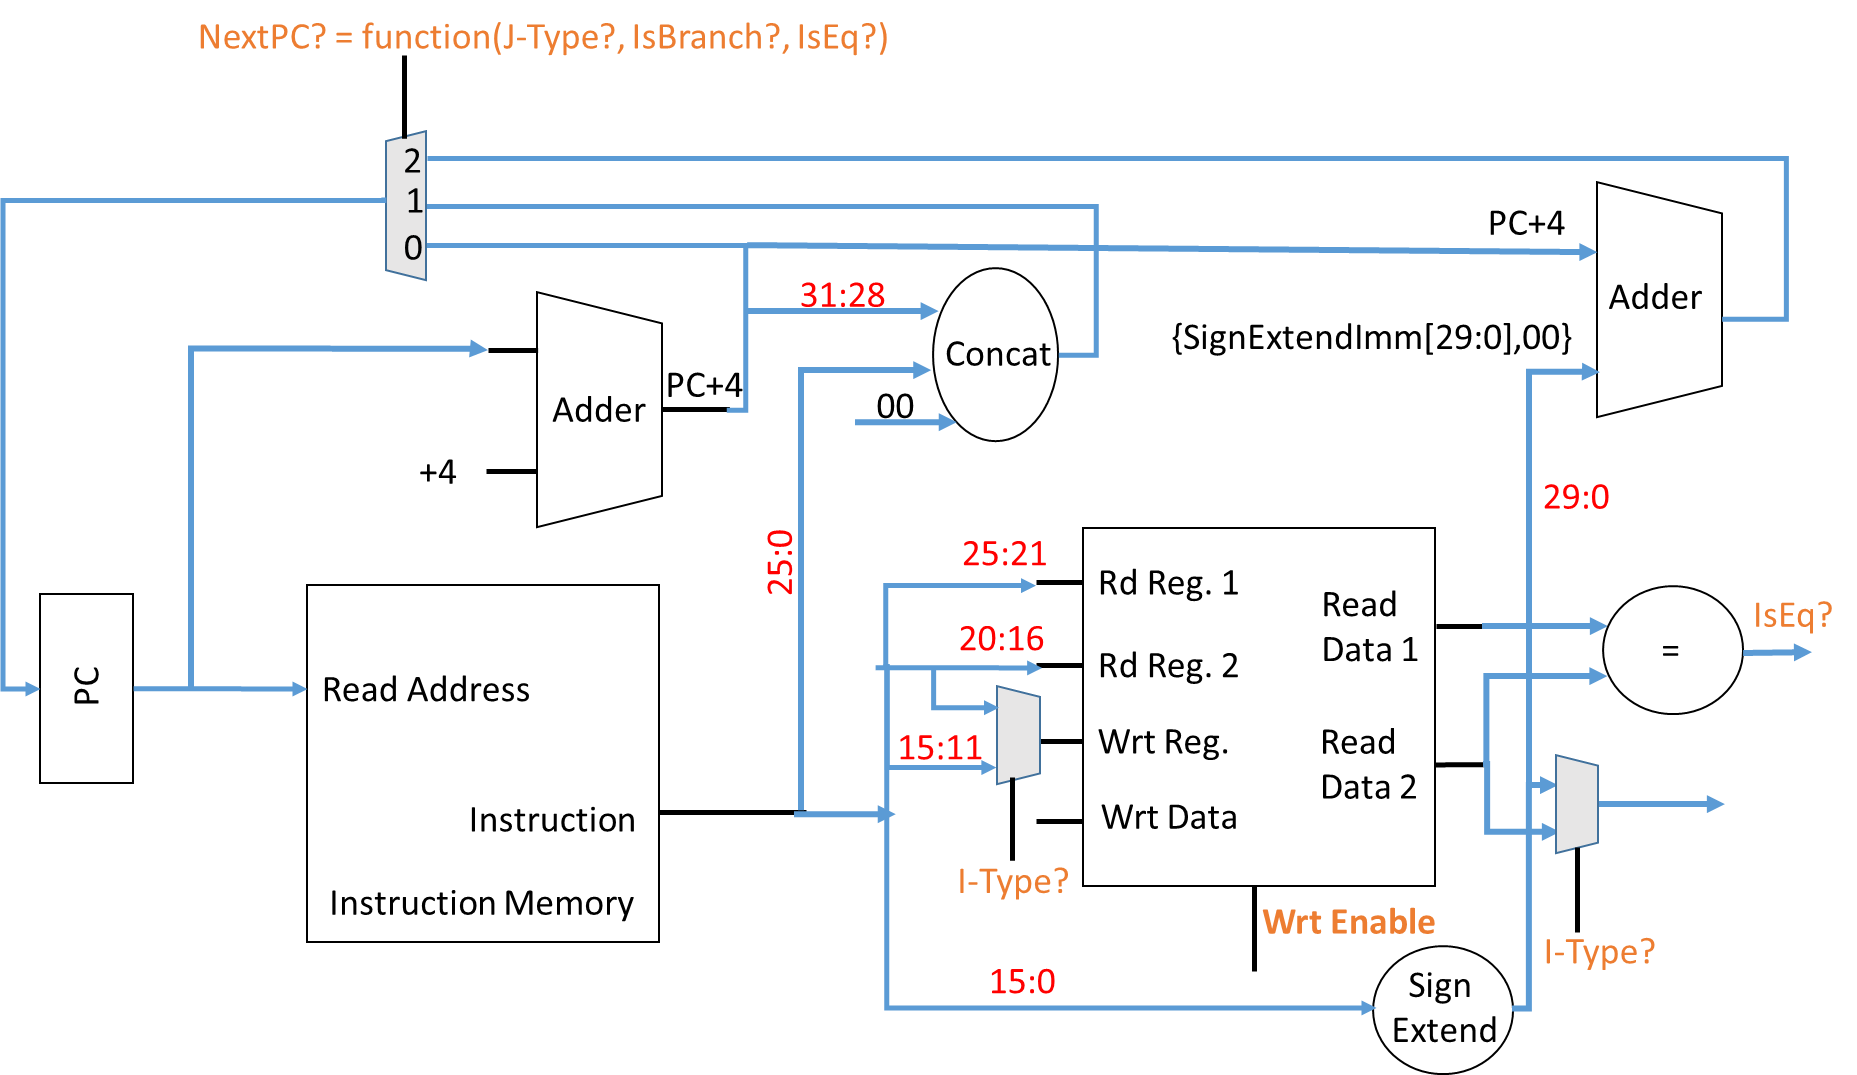 NextPC? = function(J-Type?, IsBranch?, IsEq?)
2
1
0
PC+4
31:28
Adder
{SignExtendImm[29:0],00}
Concat
PC+4
Adder
00
+4
29:0
25:0
25:21
Rd Reg. 1
Read
Data 1
IsEq?
20:16
Rd Reg. 2
=
PC
Read Address
15:11
Wrt Reg.
Read
Data 2
Instruction
Wrt Data
I-Type?
Instruction Memory
Wrt Enable
I-Type?
15:0
Sign
Extend